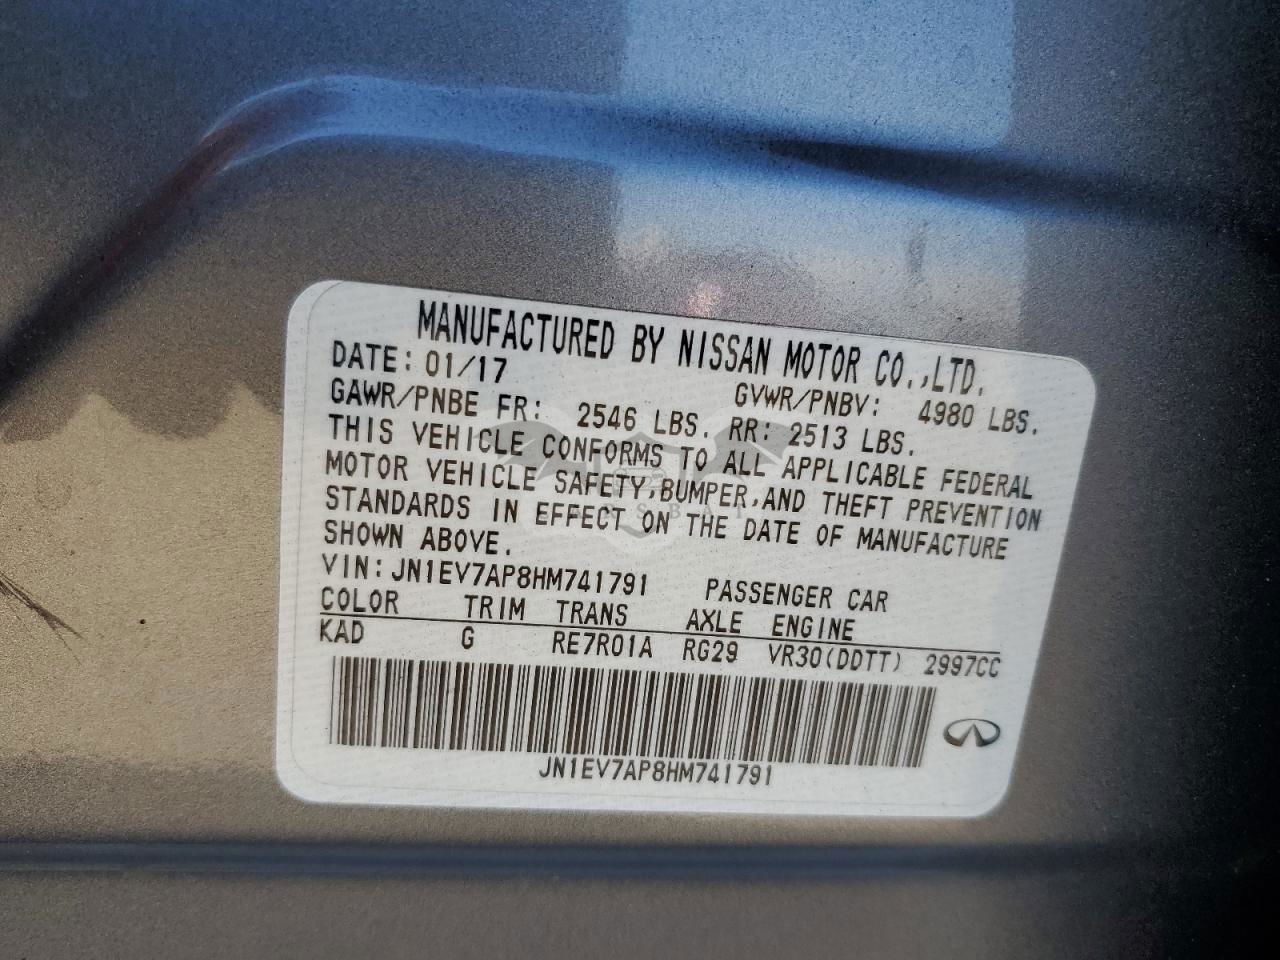 MANUFACTURED BY NISSAN MOTOR CO.,LTD.
DATE: 01/17 GVWR/PNBV: 4980 LBS.
GAWR/PNBE FR: 2546 LBS. RR: 2513 LBS.
THIS VEHICLE CONFORMS TO ALL APPLICABLE FEDERAL
MOTOR VEHICLE SAFETY,BUMPER,AND THEFT PREVENTION
STANDARDS IN EFFECT ON THE DATE OF MANUFACTURE
SHOWN ABOVE.
VIN: JN1EV7AP8HM741791 PASSENGER CAR
COLOR TRIM TRANS AXLE ENGINE
KAD G RE7R01A RG29 VR30(DDTT) 2997CC
JN1EV7AP8HM741791